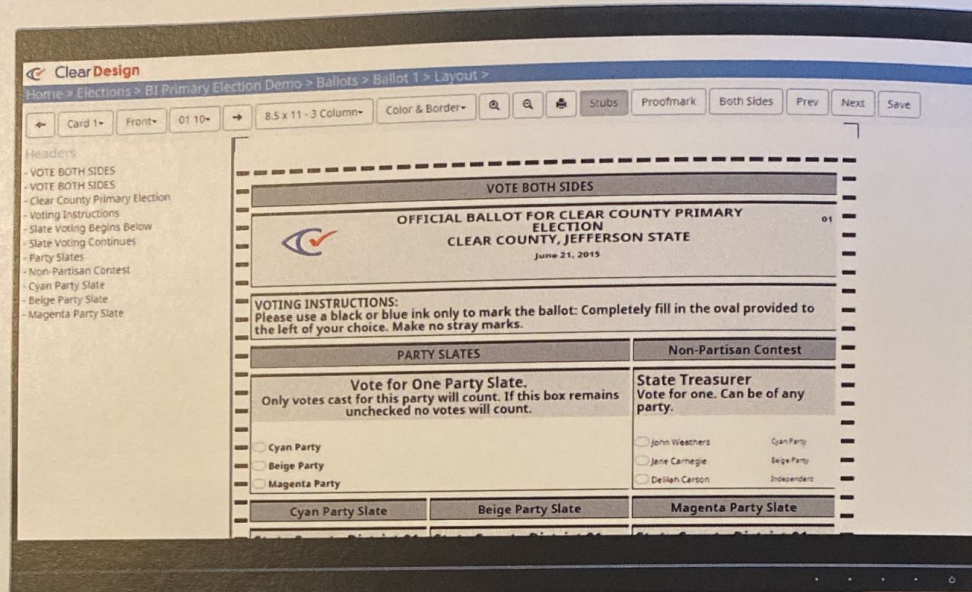 ClearDesign
Home > Elections > BI Primary Election Demo > Ballots > Ballot 1 > Layout >
Card 1 Front 01 10 8.5 x 11 - 3 Column Color & Border Stubs Proofmark Both Sides Prev Next Save
Headers
- VOTE BOTH SIDES
- VOTE BOTH SIDES
- Clear County Primary Election
- Voting Instructions
- Slate Voting Begins Below
- Slate Voting Continues
- Party Slates
- Non-Partisan Contest
- Cyan Party Slate
- Beige Party Slate
- Magenta Party Slate
VOTE BOTH SIDES
OFFICIAL BALLOT FOR CLEAR COUNTY PRIMARY
ELECTION
CLEAR COUNTY, JEFFERSON STATE
June 21, 2015
01
VOTING INSTRUCTIONS:
Please use a black or blue ink only to mark the ballot: Completely fill in the oval provided to
the left of your choice. Make no stray marks.
PARTY SLATES
Vote for One Party Slate.
Only votes cast for this party will count. If this box remains
unchecked no votes will count.
Cyan Party
Beige Party
Magenta Party
Non-Partisan Contest
State Treasurer
Vote for one. Can be of any
party.
John Weathers Cyan Party
Jane Carnegie Beige Party
Delilah Carson Independent
Cyan Party Slate
Beige Party Slate
Magenta Party Slate